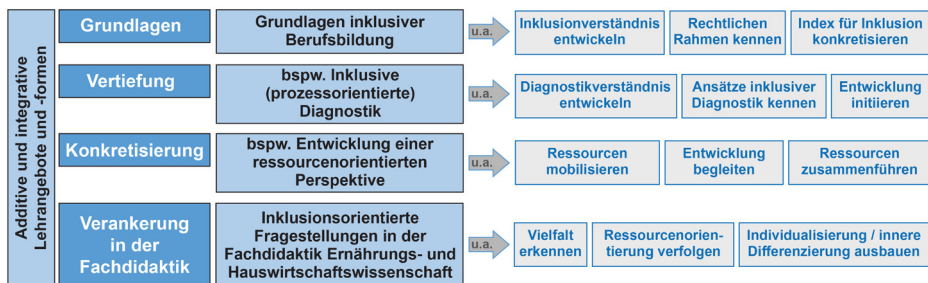 Additive und integrative
Lehrangebote und -formen
Grundlagen
Grundlagen inklusiver
Berufsbildung
u.a.
Inklusionverständnis
entwickeln
Rechtlichen
Rahmen kennen
Index für Inklusion
konkretisieren
Vertiefung
bspw. Inklusive
(prozessorientierte)
Diagnostik
u.a.
Diagnostikverständnis
entwickeln
Ansätze inklusiver
Diagnostik kennen
Entwicklung
initiieren
Konkretisierung
bspw. Entwicklung einer
ressourcenorientierten
Perspektive
u.a.
Ressourcen
mobilisieren
Entwicklung
begleiten
Ressourcen
zusammenführen
Verankerung
in der
Fachdidaktik
Inklusionsorientierte
Fragestellungen in der
Fachdidaktik Ernährungs- und
Hauswirtschaftswissenschaft
u.a.
Vielfalt
erkennen
Ressourcenorien-
tierung verfolgen
Individualisierung / innere
Differenzierung ausbauen